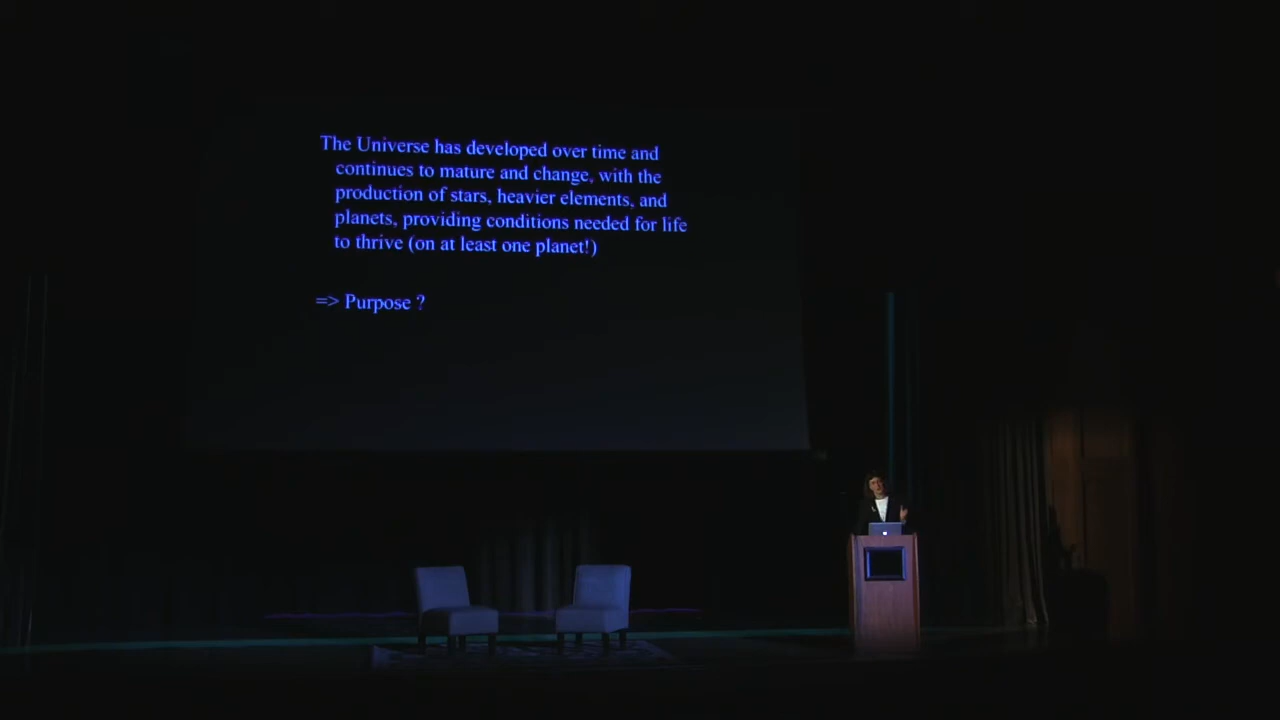 The Universe has developed over time and
continues to mature and change, with the
production of stars, heavier elements, and
planets, providing conditions needed for life
to thrive (on at least one planet!)
=> Purpose ?